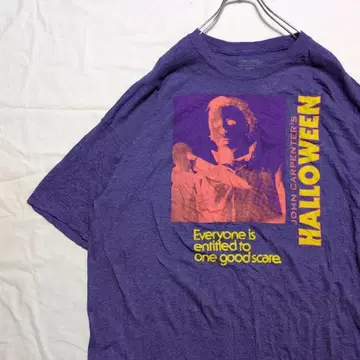 JOHN CARPENTER'S
HALLOWEEN
Everyone is
entitled to
one good scare.